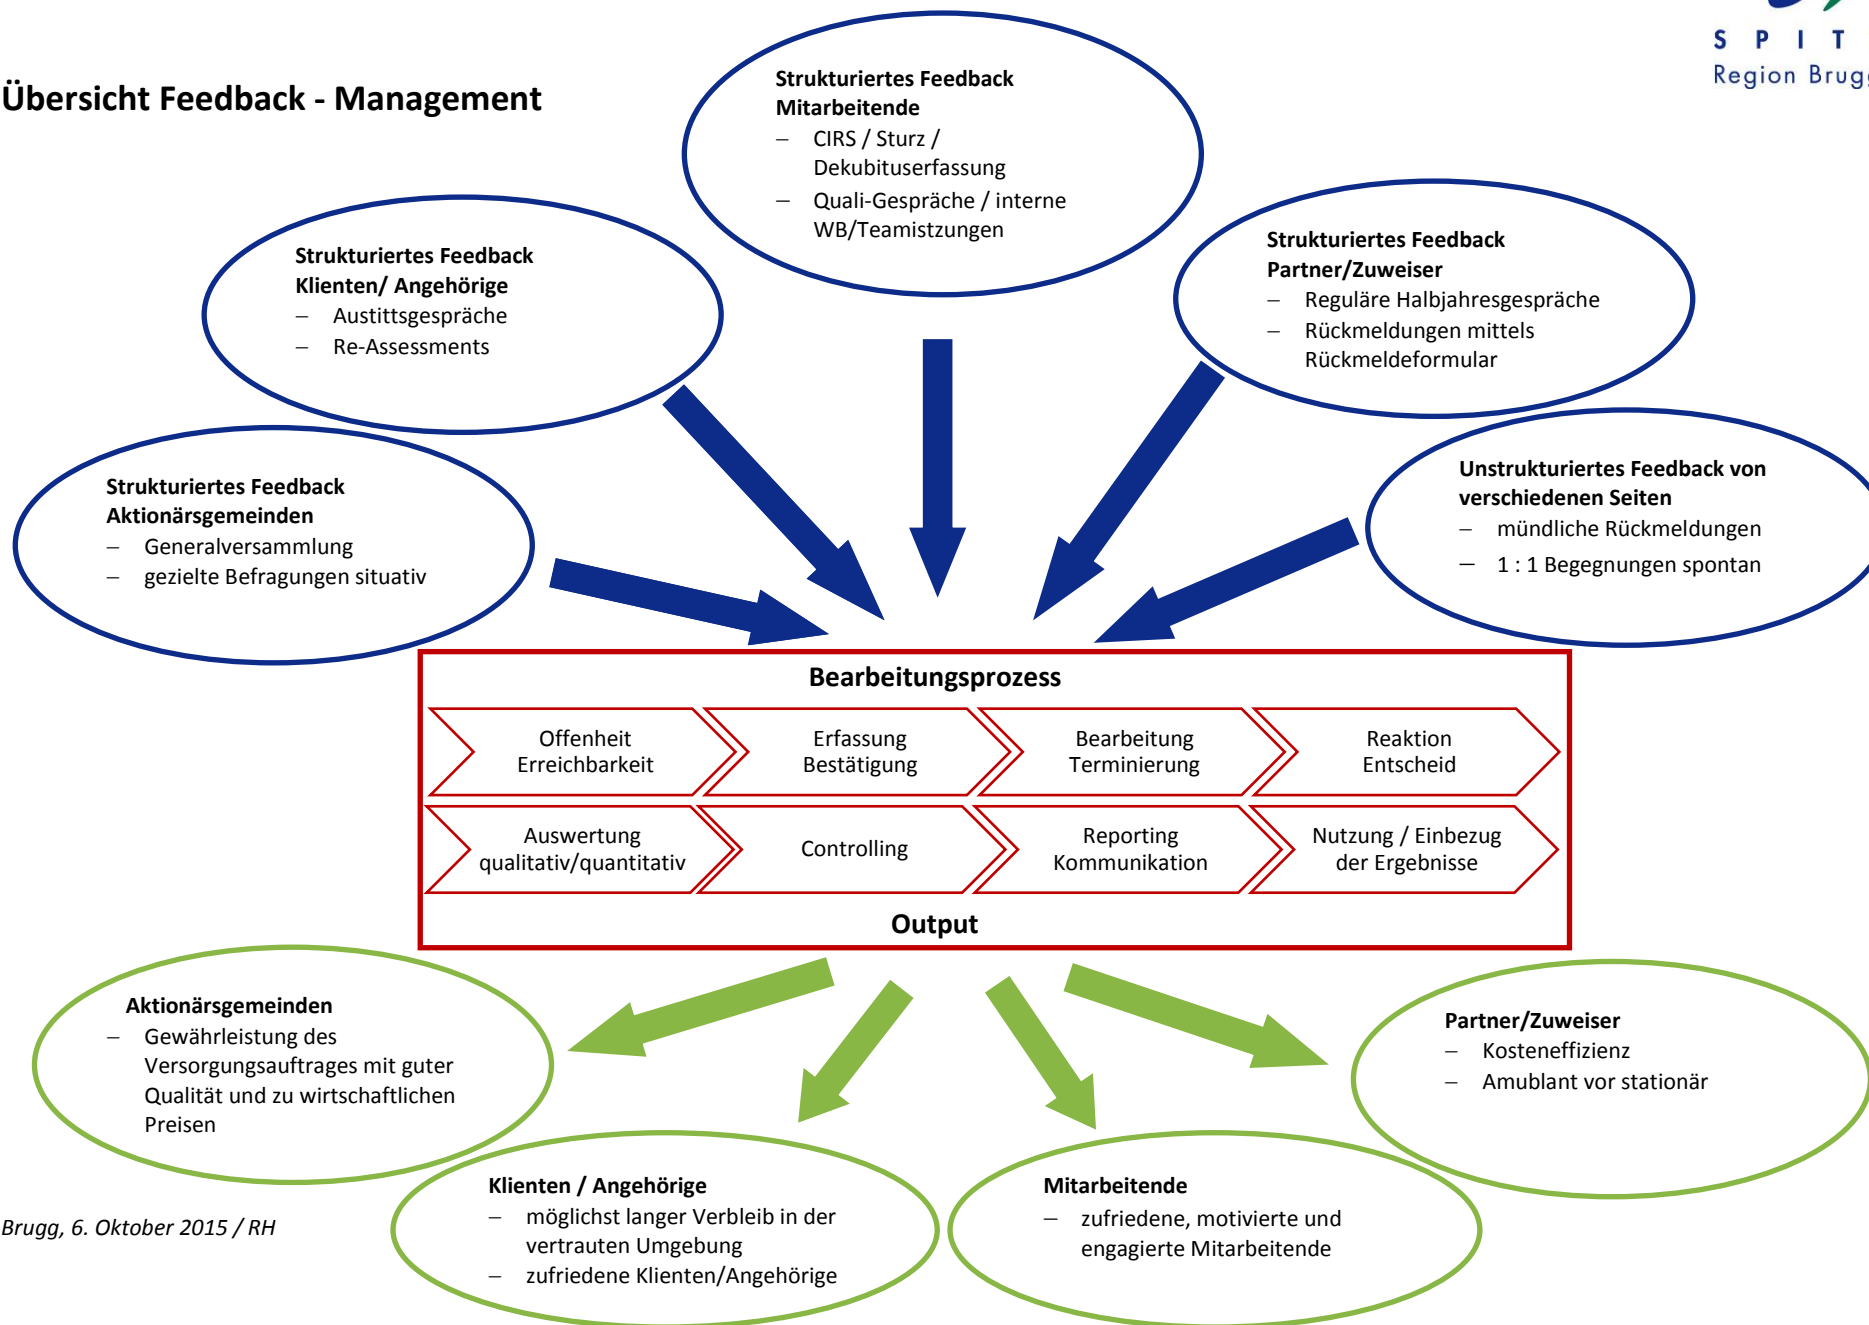 S P I T
Region Brugg
Übersicht Feedback - Management
Strukturiertes Feedback
Mitarbeitende
– CIRS / Sturz /
Dekubituserfassung
– Quali-Gespräche / interne
WB/Teamistzungen
Strukturiertes Feedback
Klienten/ Angehörige
– Austittsgespräche
– Re-Assessments
Strukturiertes Feedback
Partner/Zuweiser
– Reguläre Halbjahresgespräche
– Rückmeldungen mittels
Rückmeldeformular
Strukturiertes Feedback
Aktionärsgemeinden
– Generalversammlung
– gezielte Befragungen situativ
Unstrukturiertes Feedback von
verschiedenen Seiten
– mündliche Rückmeldungen
– 1 : 1 Begegnungen spontan
Bearbeitungsprozess
Offenheit
Erreichbarkeit
Erfassung
Bestätigung
Bearbeitung
Terminierung
Reaktion
Entscheid
Auswertung
qualitativ/quantitativ
Controlling
Reporting
Kommunikation
Nutzung / Einbezug
der Ergebnisse
Output
Aktionärsgemeinden
– Gewährleistung des
Versorgungsauftrages mit guter
Qualität und zu wirtschaftlichen
Preisen
Klienten / Angehörige
– möglichst langer Verbleib in der
vertrauten Umgebung
– zufriedene Klienten/Angehörige
Mitarbeitende
– zufriedene, motivierte und
engagierte Mitarbeitende
Partner/Zuweiser
– Kosteneffizienz
– Amublant vor stationär
Brugg, 6. Oktober 2015 / RH